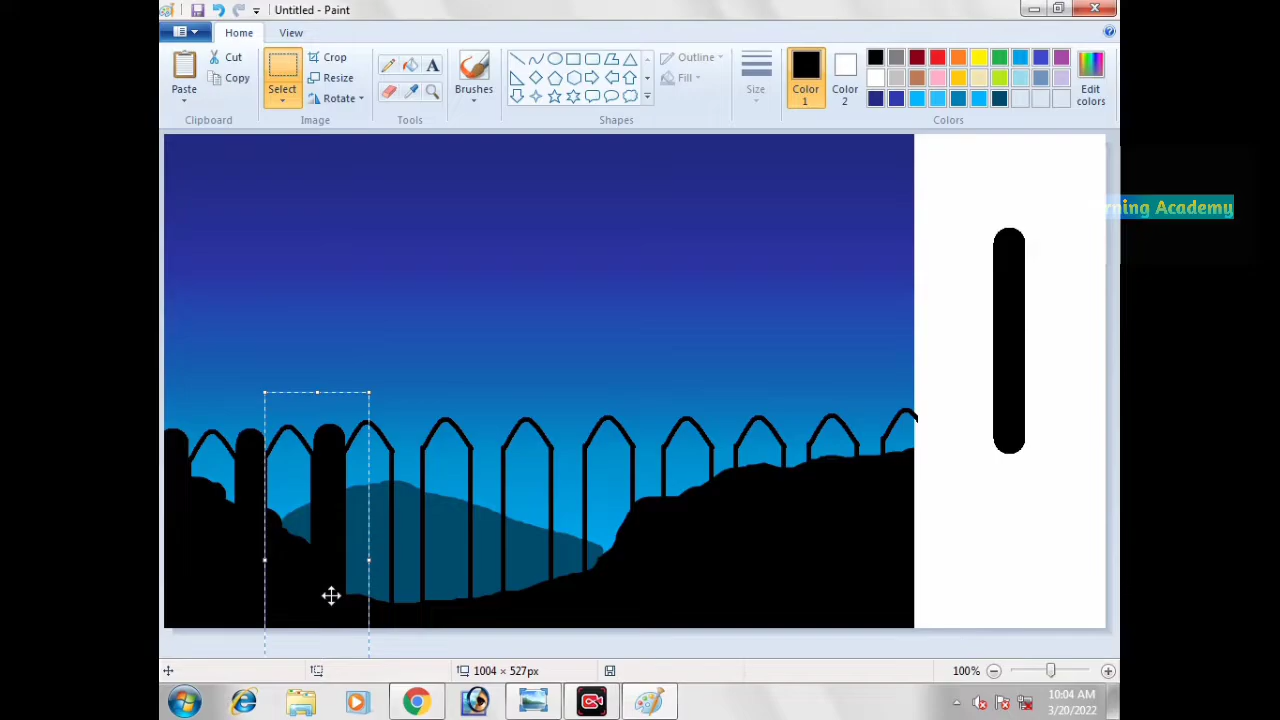 Untitled - Paint
Home View
Paste
Cut
Copy
Clipboard
Select
Crop
Resize
Rotate
Image
A
Tools
Brushes
Shapes
Outline
Fill
Size
Color 1
Color 2
Edit colors
Colors
rning Academy
1004 × 527px
100%
10:04 AM
3/20/2022